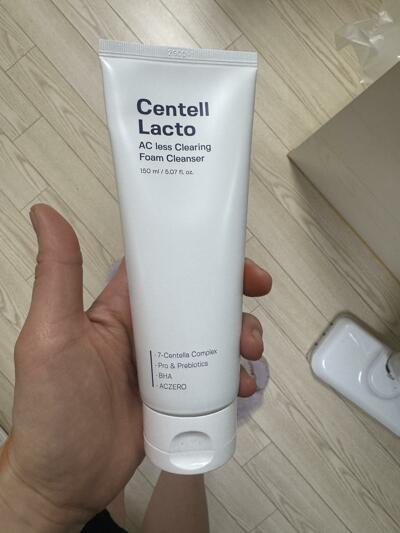 Centell
Lacto
AC less Clearing
Foam Cleanser
150 ml / 5.07 fl. oz.
· 7-Centella Complex
· Pro & Prebiotics
· BHA
· ACZERO